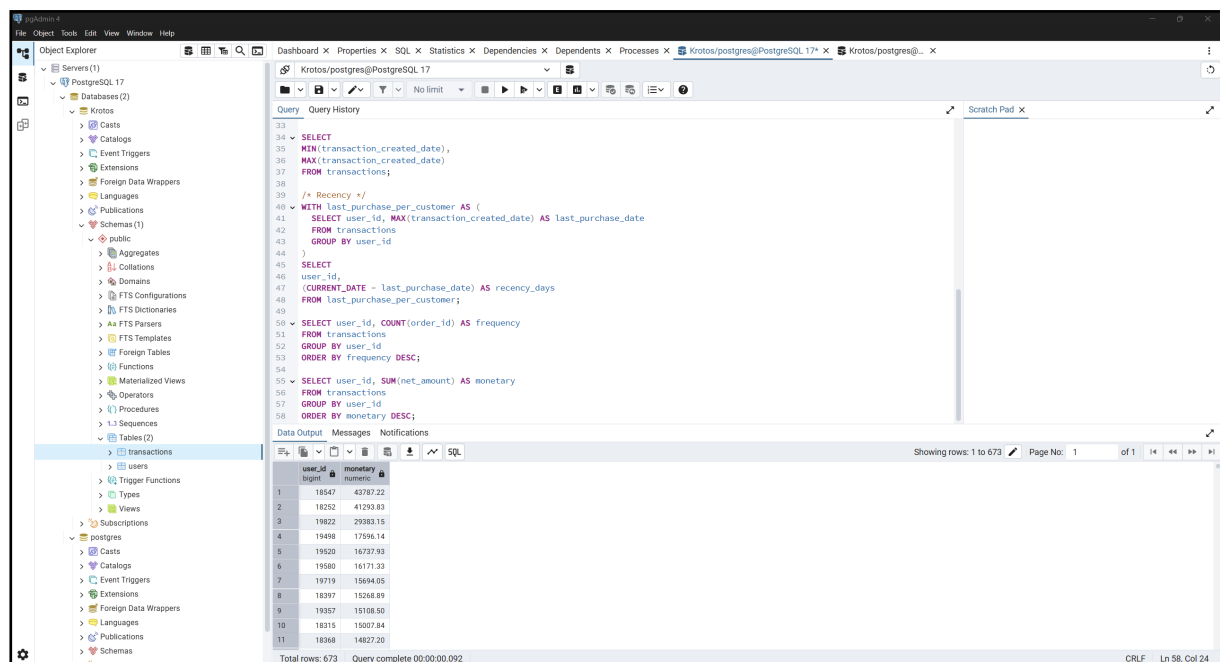 pgAdmin 4
File Object Tools Edit View Window Help
Object Explorer
Servers (1)
PostgreSQL 17
Databases (2)
Krotos
Casts
Catalogs
Event Triggers
Extensions
Foreign Data Wrappers
Languages
Publications
Schemas (1)
public
Aggregates
Collations
Domains
FTS Configurations
FTS Dictionaries
Aa FTS Parsers
FTS Templates
Foreign Tables
Functions
Materialized Views
Operators
Procedures
1..3 Sequences
Tables (2)
transactions
users
Trigger Functions
Types
Views
Subscriptions
postgres
Casts
Catalogs
Event Triggers
Extensions
Foreign Data Wrappers
Languages
Publications
Schemas
Dashboard Properties SQL Statistics Dependencies Dependents Processes Krotos/postgres@PostgreSQL 17* Krotos/postgres@...
Krotos/postgres@PostgreSQL 17
No limit
Query Query History
Scratch Pad
33
34 SELECT
35 MIN(transaction_created_date),
36 MAX(transaction_created_date)
37 FROM transactions;
38
39 /* Recency */
40 WITH last_purchase_per_customer AS (
41 SELECT user_id, MAX(transaction_created_date) AS last_purchase_date
42 FROM transactions
43 GROUP BY user_id
44 )
45 SELECT
46 user_id,
47 (CURRENT_DATE - last_purchase_date) AS recency_days
48 FROM last_purchase_per_customer;
49
50 SELECT user_id, COUNT(order_id) AS frequency
51 FROM transactions
52 GROUP BY user_id
53 ORDER BY frequency DESC;
54
55 SELECT user_id, SUM(net_amount) AS monetary
56 FROM transactions
57 GROUP BY user_id
58 ORDER BY monetary DESC;
Data Output Messages Notifications
SQL
Showing rows: 1 to 673 Page No: 1 of 1
user_id monetary
bigint numeric
1 18547 43787.22
2 18252 41293.83
3 19822 29383.15
4 19498 17596.14
5 19520 16737.93
6 19580 16171.33
7 19719 15694.05
8 18397 15268.89
9 19357 15108.50
10 18315 15007.84
11 18368 14827.20
Total rows: 673 Query complete 00:00:00.092 CRLF Ln 58, Col 24